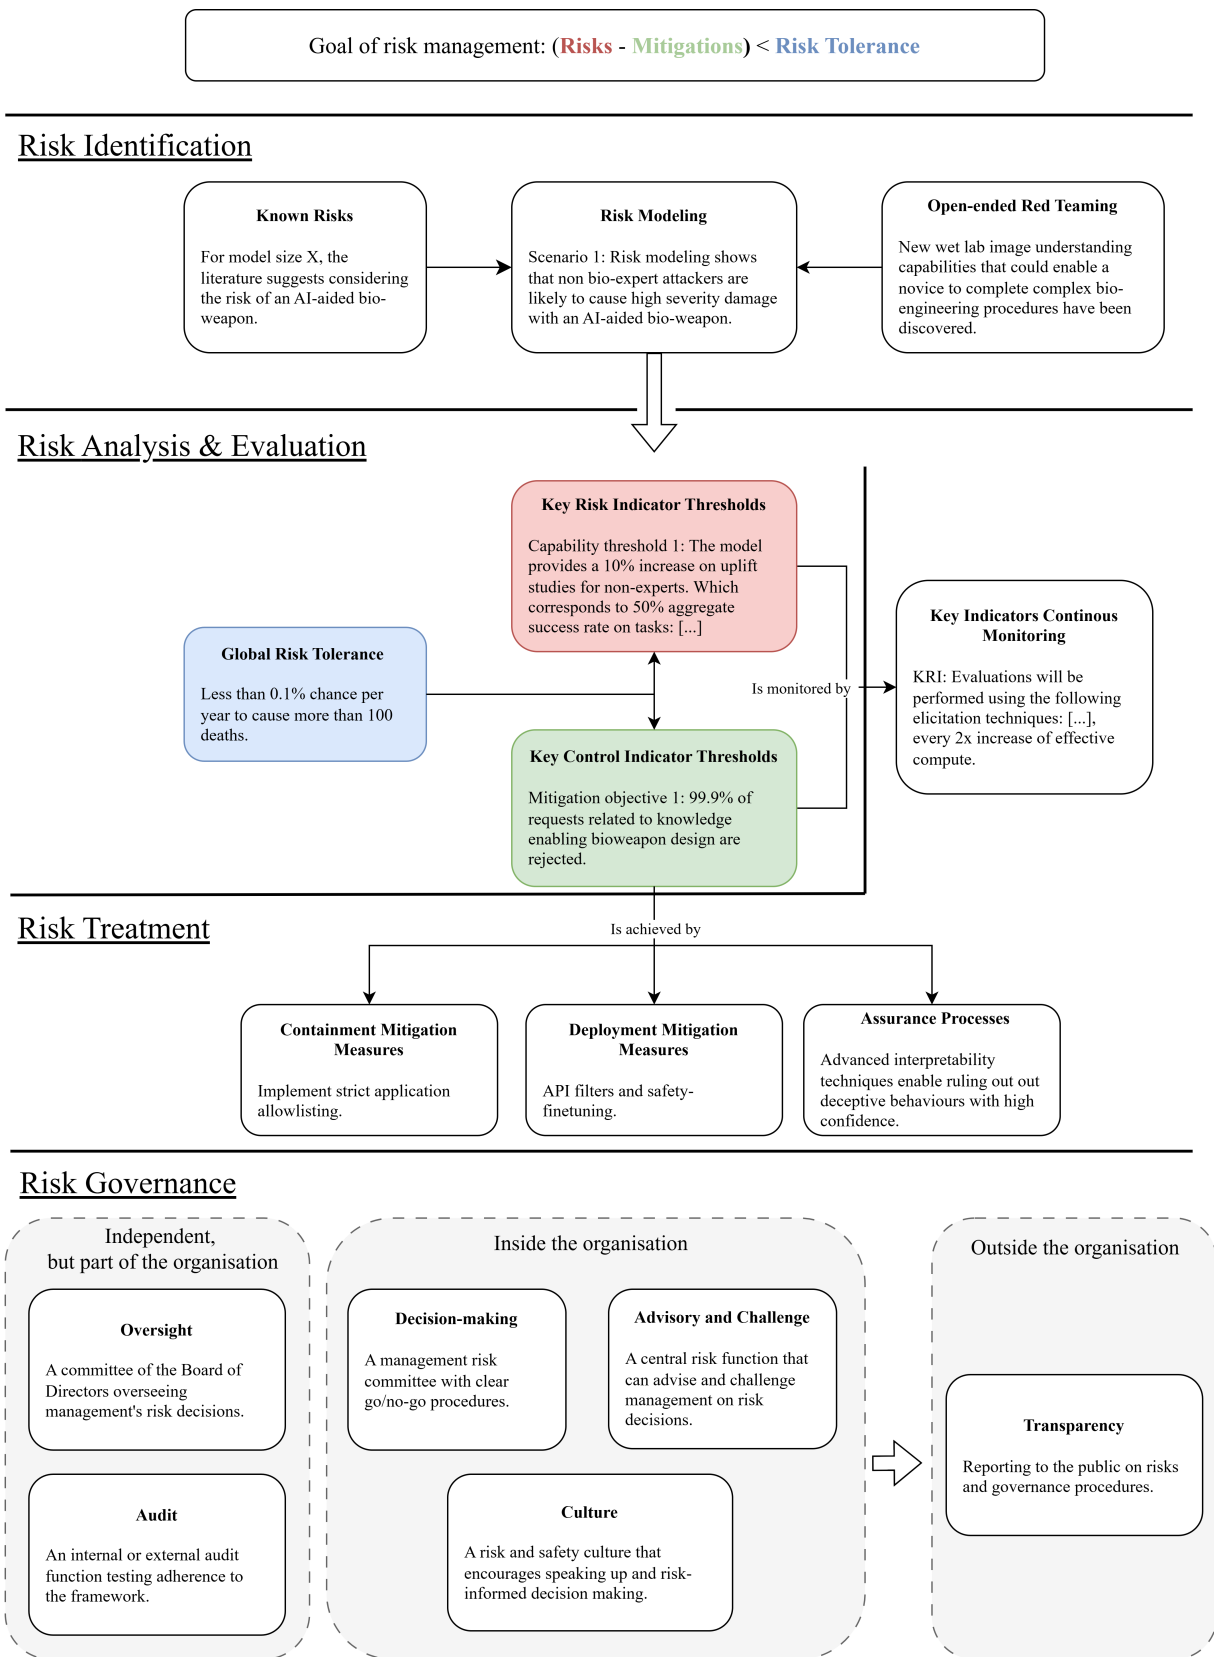 Goal of risk management: (Risks - Mitigations) < Risk Tolerance
Risk Identification
Known Risks
For model size X, the
literature suggests considering
the risk of an AI-aided bio-
weapon.
Risk Modeling
Scenario 1: Risk modeling shows
that non bio-expert attackers are
likely to cause high severity damage
with an AI-aided bio-weapon.
Open-ended Red Teaming
New wet lab image understanding
capabilities that could enable a
novice to complete complex bio-
engineering procedures have been
discovered.
Risk Analysis & Evaluation
Key Risk Indicator Thresholds
Capability threshold 1: The model
provides a 10% increase on uplift
studies for non-experts. Which
corresponds to 50% aggregate
success rate on tasks: [...]
Global Risk Tolerance
Less than 0.1% chance per
year to cause more than 100
deaths.
Key Control Indicator Thresholds
Mitigation objective 1: 99.9% of
requests related to knowledge
enabling bioweapon design are
rejected.
Is monitored by
Key Indicators Continous
Monitoring
KRI: Evaluations will be
performed using the following
elicitation techniques: [...],
every 2x increase of effective
compute.
Risk Treatment
Is achieved by
Containment Mitigation
Measures
Implement strict application
allowlisting.
Deployment Mitigation
Measures
API filters and safety-
finetuning.
Assurance Processes
Advanced interpretability
techniques enable ruling out out
deceptive behaviours with high
confidence.
Risk Governance
Independent,
but part of the organisation
Oversight
A committee of the Board of
Directors overseeing
management's risk decisions.
Audit
An internal or external audit
function testing adherence to
the framework.
Inside the organisation
Decision-making
A management risk
committee with clear
go/no-go procedures.
Advisory and Challenge
A central risk function that
can advise and challenge
management on risk
decisions.
Culture
A risk and safety culture that
encourages speaking up and risk-
informed decision making.
Outside the organisation
Transparency
Reporting to the public on risks
and governance procedures.